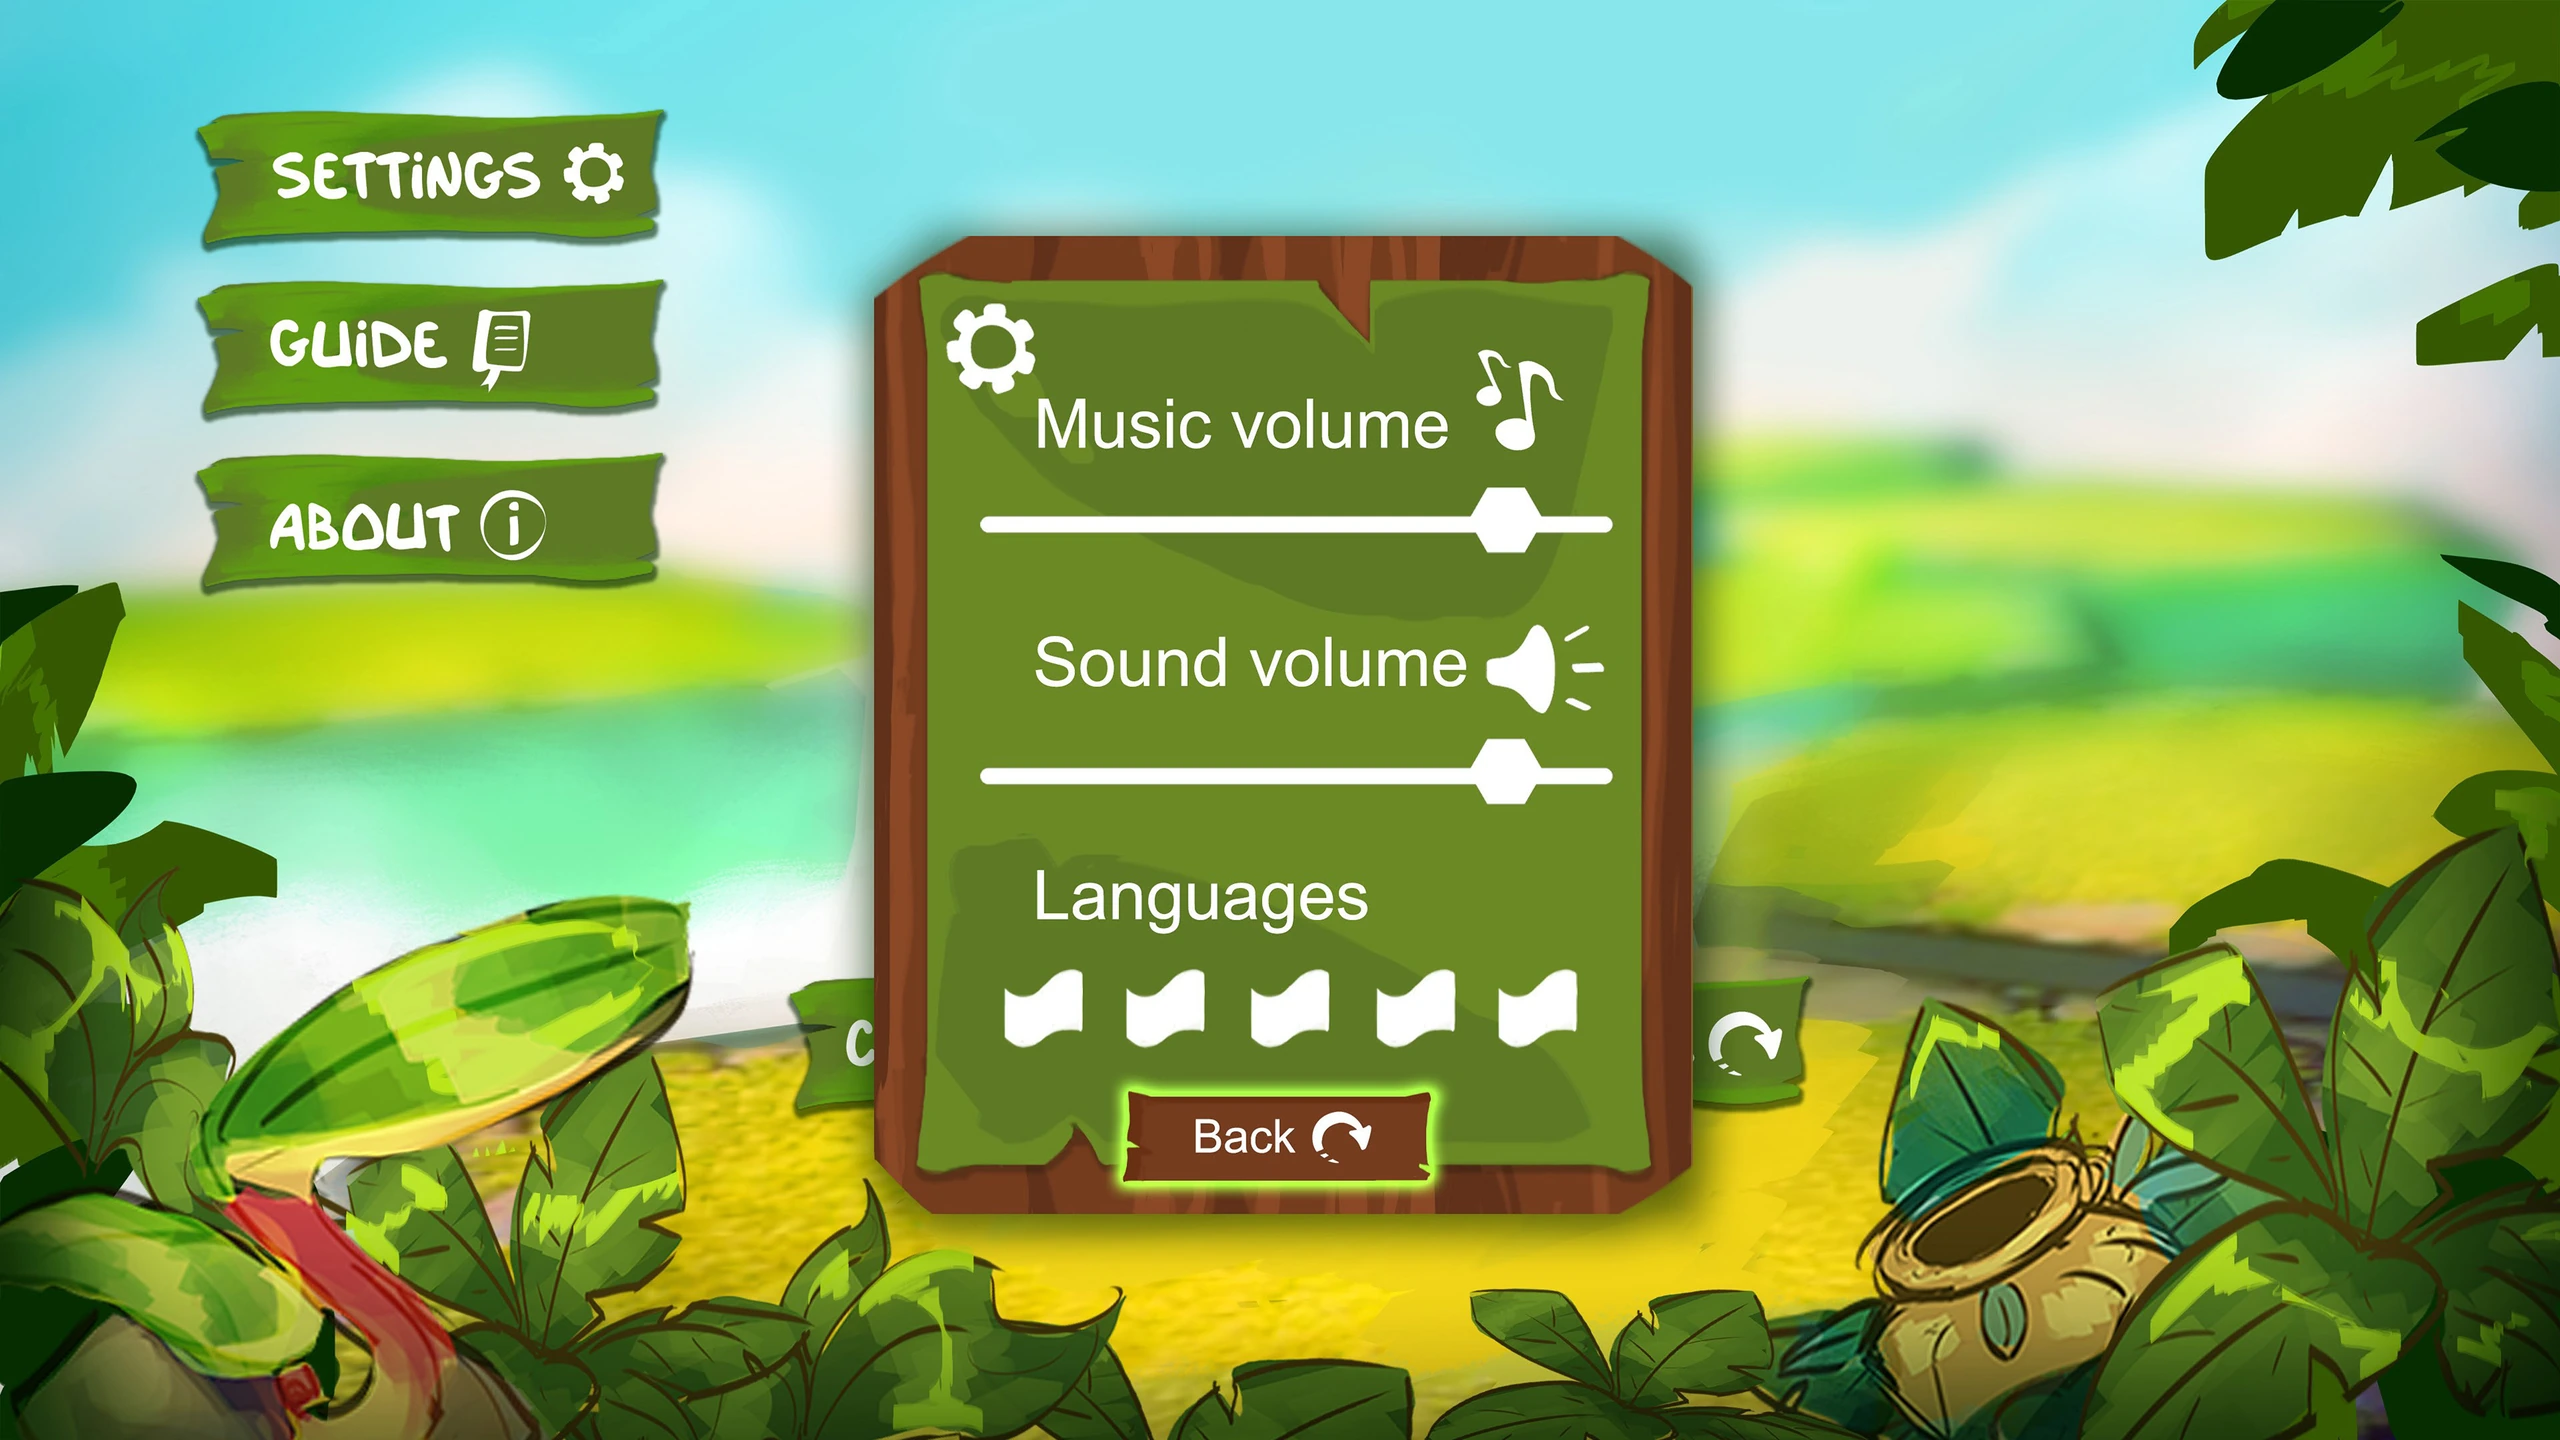 SETTiNGS
GUiDE
ABOUT i
Music volume
Sound volume
Languages
C
Back